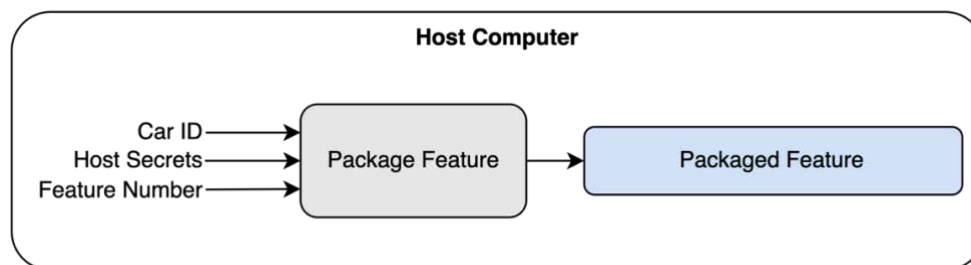 Host Computer
Car ID
Host Secrets
Feature Number
Package Feature
Packaged Feature